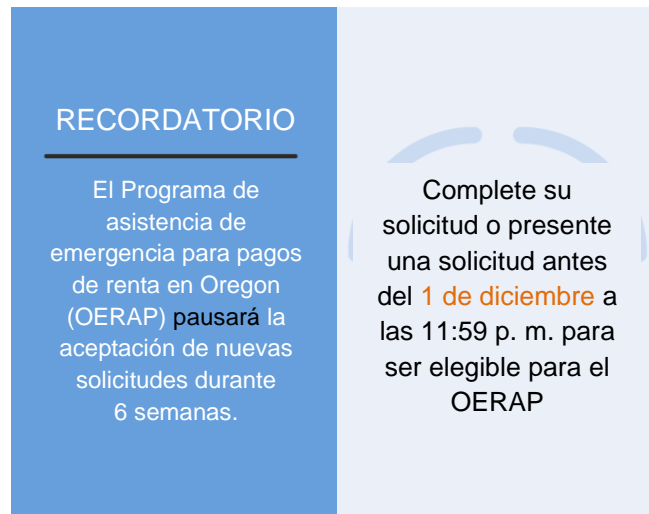 RECORDATORIO
El Programa de
asistencia de
emergencia para pagos
de renta en Oregon
(OERAP) pausará la
aceptación de nuevas
solicitudes durante
6 semanas.
Complete su
solicitud o presente
una solicitud antes
del 1 de diciembre a
las 11:59 p. m. para
ser elegible para el
OERAP